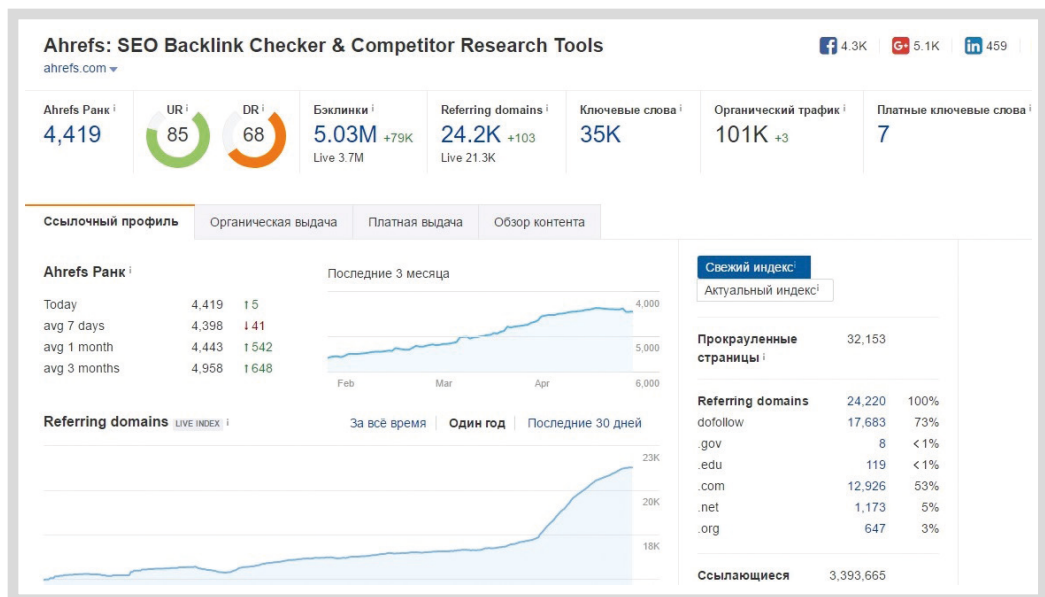 Ahrefs: SEO Backlink Checker & Competitor Research Tools
4.3K 5.1K 459
ahrefs.com
Ahrefs Ранк i UR i DR i Бэклинки i Referring domains i Ключевые слова i Органический трафик i Платные ключевые слова i
4,419 85 68 5.03M +79K 24.2K +103 35K 101K +3 7
Live 3.7M Live 21.3K
Ссылочный профиль Органическая выдача Платная выдача Обзор контента
Ahrefs Ранк i
Today 4,419 ↑5
avg 7 days 4,398 ↓41
avg 1 month 4,443 ↑542
avg 3 months 4,958 ↑648
Последние 3 месяца
4,000
5,000
Feb Mar Apr 6,000
Referring domains LIVE INDEX i За всё время Один год Последние 30 дней
23K
20K
18K
Свежий индекс i
Актуальный индекс i
Прокрауленные 32,153
страницы i
Referring domains 24,220 100%
dofollow 17,683 73%
.gov 8 <1%
.edu 119 <1%
.com 12,926 53%
.net 1,173 5%
.org 647 3%
Ссылающиеся 3,393,665